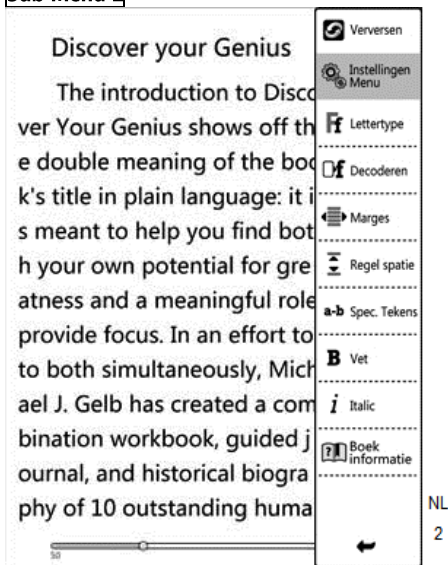 Discover your Genius
The introduction to Disco
ver Your Genius shows off th
e double meaning of the boo
k's title in plain language: it i
s meant to help you find bot
h your own potential for gre
atness and a meaningful role
provide focus. In an effort to
to both simultaneously, Mich
ael J. Gelb has created a com
bination workbook, guided j
ournal, and historical biogra
phy of 10 outstanding huma
50
Verversen
Instellingen
Menu
Lettertype
Decoderen
Marges
Regel spatie
a-b Spec. Tekens
B Vet
i Italic
Boek
informatie
NL
2